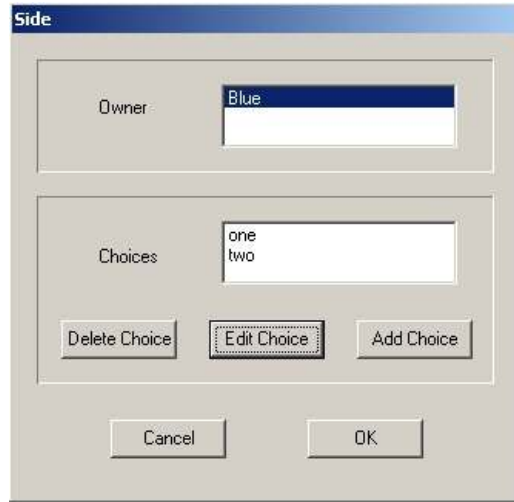 Side
Owner
Blue
Choices
one
two
Delete Choice
Edit Choice
Add Choice
Cancel
OK